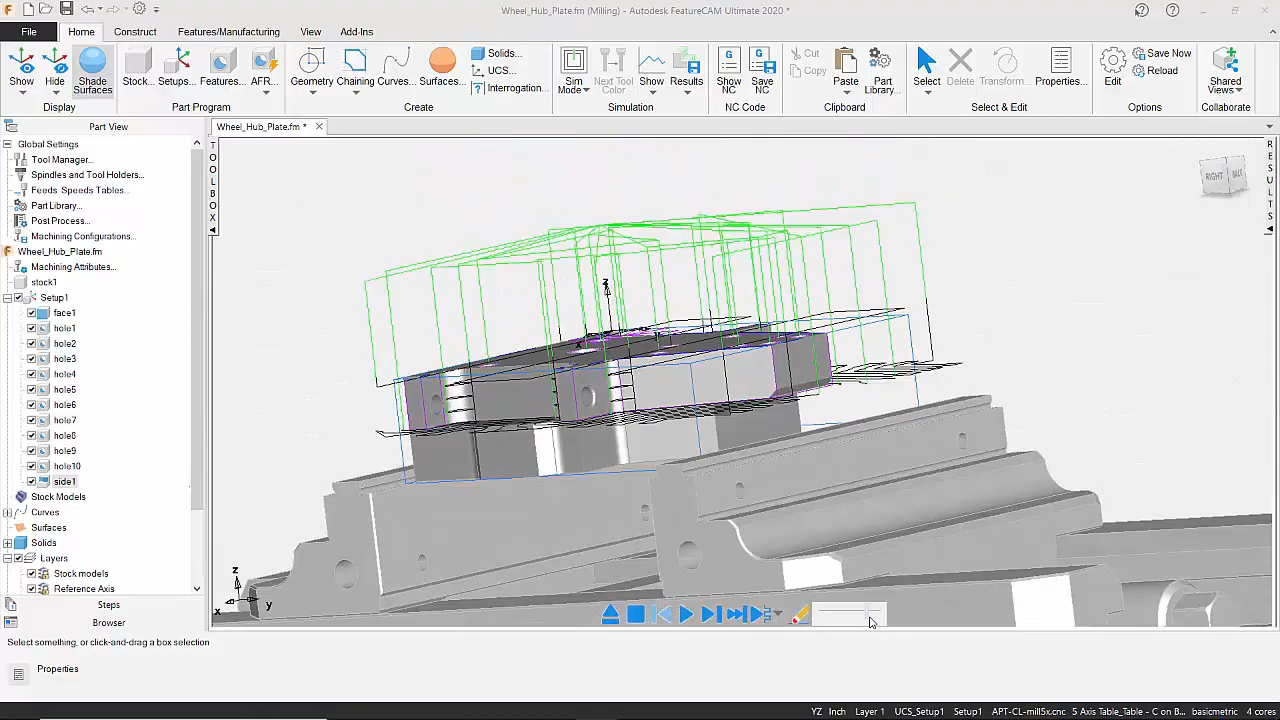 Wheel_Hub_Plate.fm (Milling) - Autodesk FeatureCAM Ultimate 2020 *
File Home Construct Features/Manufacturing View Add-Ins
Show Hide Shade Surfaces Stock... Setups... Features... AFR... Geometry... Chaining... Curves... Surfaces... Solids... UCS... Interrogation... Sim Mode Next Tool Color Show Results Show NC Save NC Cut Copy Paste Part Library... Select Delete Transform... Properties... Edit Save Now Reload Shared Views
Display Part Program Create Simulation NC Code Clipboard Select & Edit Options Collaborate
Part View
Wheel_Hub_Plate.fm *
Global Settings
Tool Manager...
Spindles and Tool Holders...
Feeds Speeds Tables...
Part Library...
Post Process...
Machining Configurations...
Wheel_Hub_Plate.fm
Machining Attributes...
stock1
Setup1
face1
hole1
hole2
hole3
hole4
hole5
hole6
hole7
hole8
hole9
hole10
side1
Stock Models
Curves
Surfaces
Solids
Layers
Stock models
Reference Axis
Steps
Browser
TOOLBOX
RIGHT
z
x
z
x
y
RESULTS
Select something, or click-and-drag a box selection
Properties
YZ Inch Layer 1 UCS_Setup1 Setup1 APT-CL-mill5x.cnc 5 Axis Table_Table - C on B... basicmetric 4 cores